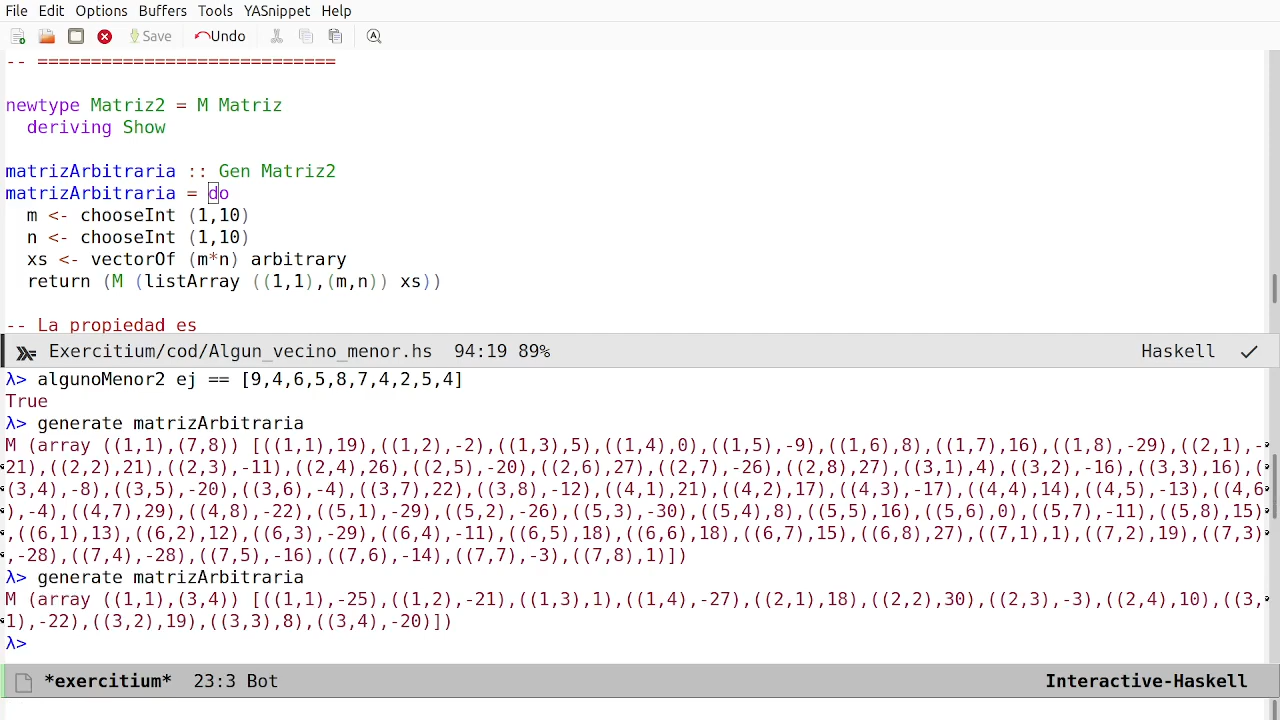 File Edit Options Buffers Tools YASnippet Help
Save Undo
-- ============================
newtype Matriz2 = M Matriz
  deriving Show
matrizArbitraria :: Gen Matriz2
matrizArbitraria = do
  m <- chooseInt (1,10)
  n <- chooseInt (1,10)
  xs <- vectorOf (m*n) arbitrary
  return (M (listArray ((1,1),(m,n)) xs))
-- La propiedad es
Exercitium/cod/Algun_vecino_menor.hs 94:19 89% Haskell ✓
λ> algunoMenor2 ej == [9,4,6,5,8,7,4,2,5,4]
True
λ> generate matrizArbitraria
M (array ((1,1),(7,8)) [((1,1),19),((1,2),-2),((1,3),5),((1,4),0),((1,5),-9),((1,6),8),((1,7),16),((1,8),-29),((2,1),-
21),((2,2),21),((2,3),-11),((2,4),26),((2,5),-20),((2,6),27),((2,7),-26),((2,8),27),((3,1),4),((3,2),-16),((3,3),16),(
(3,4),-8),((3,5),-20),((3,6),-4),((3,7),22),((3,8),-12),((4,1),21),((4,2),17),((4,3),-17),((4,4),14),((4,5),-13),((4,6
),-4),((4,7),29),((4,8),-22),((5,1),-29),((5,2),-26),((5,3),-30),((5,4),8),((5,5),16),((5,6),0),((5,7),-11),((5,8),15)
,((6,1),13),((6,2),12),((6,3),-29),((6,4),-11),((6,5),18),((6,6),18),((6,7),15),((6,8),27),((7,1),1),((7,2),19),((7,3)
,-28),((7,4),-28),((7,5),-16),((7,6),-14),((7,7),-3),((7,8),1)])
λ> generate matrizArbitraria
M (array ((1,1),(3,4)) [((1,1),-25),((1,2),-21),((1,3),1),((1,4),-27),((2,1),18),((2,2),30),((2,3),-3),((2,4),10),((3,
1),-22),((3,2),19),((3,3),8),((3,4),-20)])
λ>
*exercitium* 23:3 Bot Interactive-Haskell